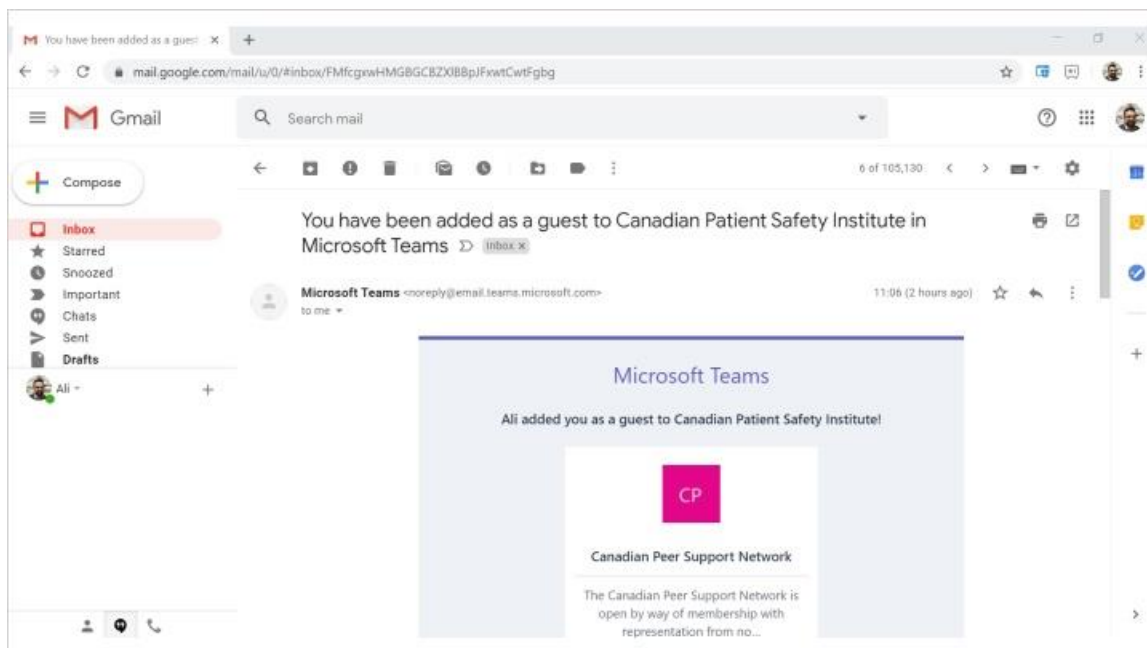 You have been added as a guest
mail.google.com/mail/u/0/#inbox/
Gmail
Search mail
Compose
6 of 105,130
Inbox
Starred
Snoozed
Important
Chats
Sent
Drafts
Ali
You have been added as a guest to Canadian Patient Safety Institute in
Microsoft Teams Inbox x
Microsoft Teams <noreply@email.teams.microsoft.com> 11:06 (2 hours ago)
to me
Microsoft Teams
Ali added you as a guest to Canadian Patient Safety Institute!
CP
Canadian Peer Support Network
The Canadian Peer Support Network is
open by way of membership with
representation from no...